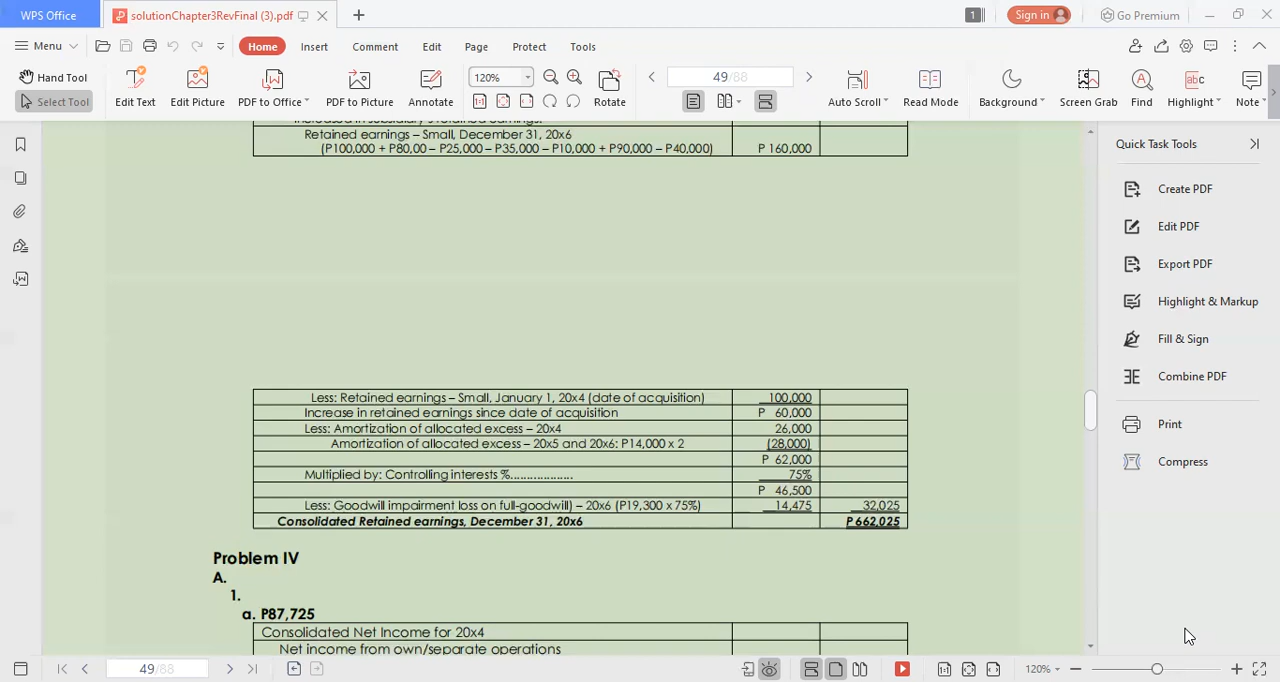 WPS Office
solutionChapter3RevFinal (3).pdf
1
Sign in
Go Premium
Menu
Home
Insert
Comment
Edit
Page
Protect
Tools
Hand Tool
Select Tool
Edit Text
Edit Picture
PDF to Office
PDF to Picture
Annotate
120%
Rotate
49/88
Auto Scroll
Read Mode
Background
Screen Grab
Find
Highlight
Note
Increased in subsidiary's retained earnings:
Retained earnings – Small, December 31, 20x6
(P100,000 + P80,00 – P25,000 – P35,000 – P10,000 + P90,000 – P40,000) P 160,000
Less: Retained earnings – Small, January 1, 20x4 (date of acquisition) 100,000
Increase in retained earnings since date of acquisition P 60,000
Less: Amortization of allocated excess – 20x4 26,000
Amortization of allocated excess – 20x5 and 20x6: P14,000 x 2 (28,000)
P 62,000
Multiplied by: Controlling interests %................... 75%
P 46,500
Less: Goodwill impairment loss on full-goodwill) – 20x6 (P19,300 x 75%) 14,475 32,025
Consolidated Retained earnings, December 31, 20x6 P 662,025
Problem IV
A.
1.
a. P87,725
Consolidated Net Income for 20x4
Net income from own/separate operations
Quick Task Tools
Create PDF
Edit PDF
Export PDF
Highlight & Markup
Fill & Sign
Combine PDF
Print
Compress
49/88
120%